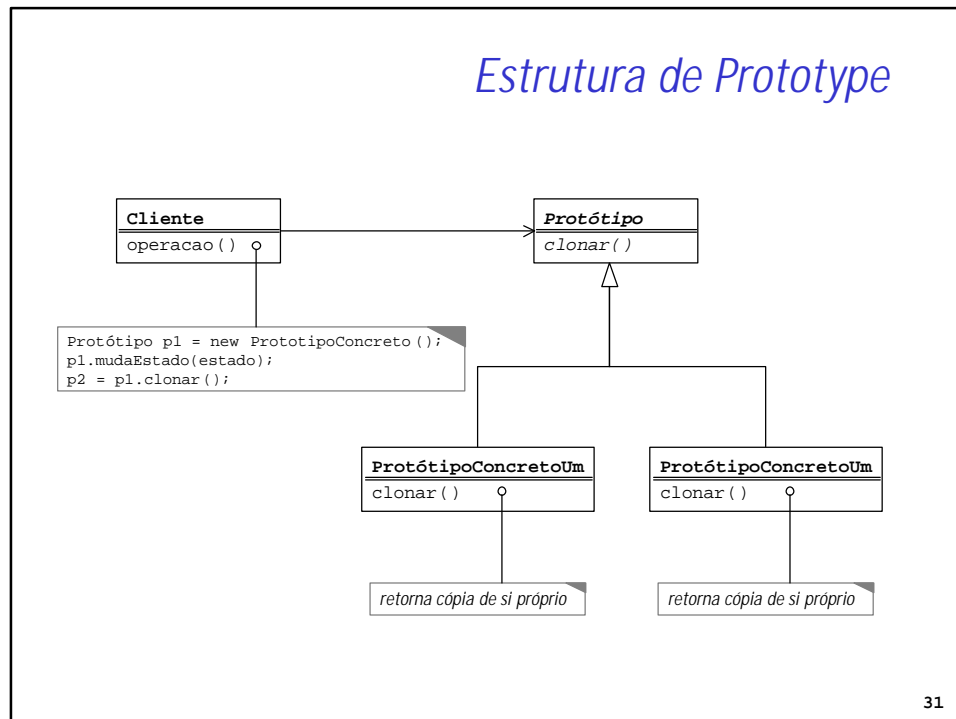 Estrutura de Prototype
Cliente
operacao()
Protótipo
clonar()
Protótipo p1 = new PrototipoConcreto();
p1.mudaEstado(estado);
p2 = p1.clonar();
ProtótipoConcretoUm
clonar()
ProtótipoConcretoUm
clonar()
retorna cópia de si próprio
retorna cópia de si próprio
31